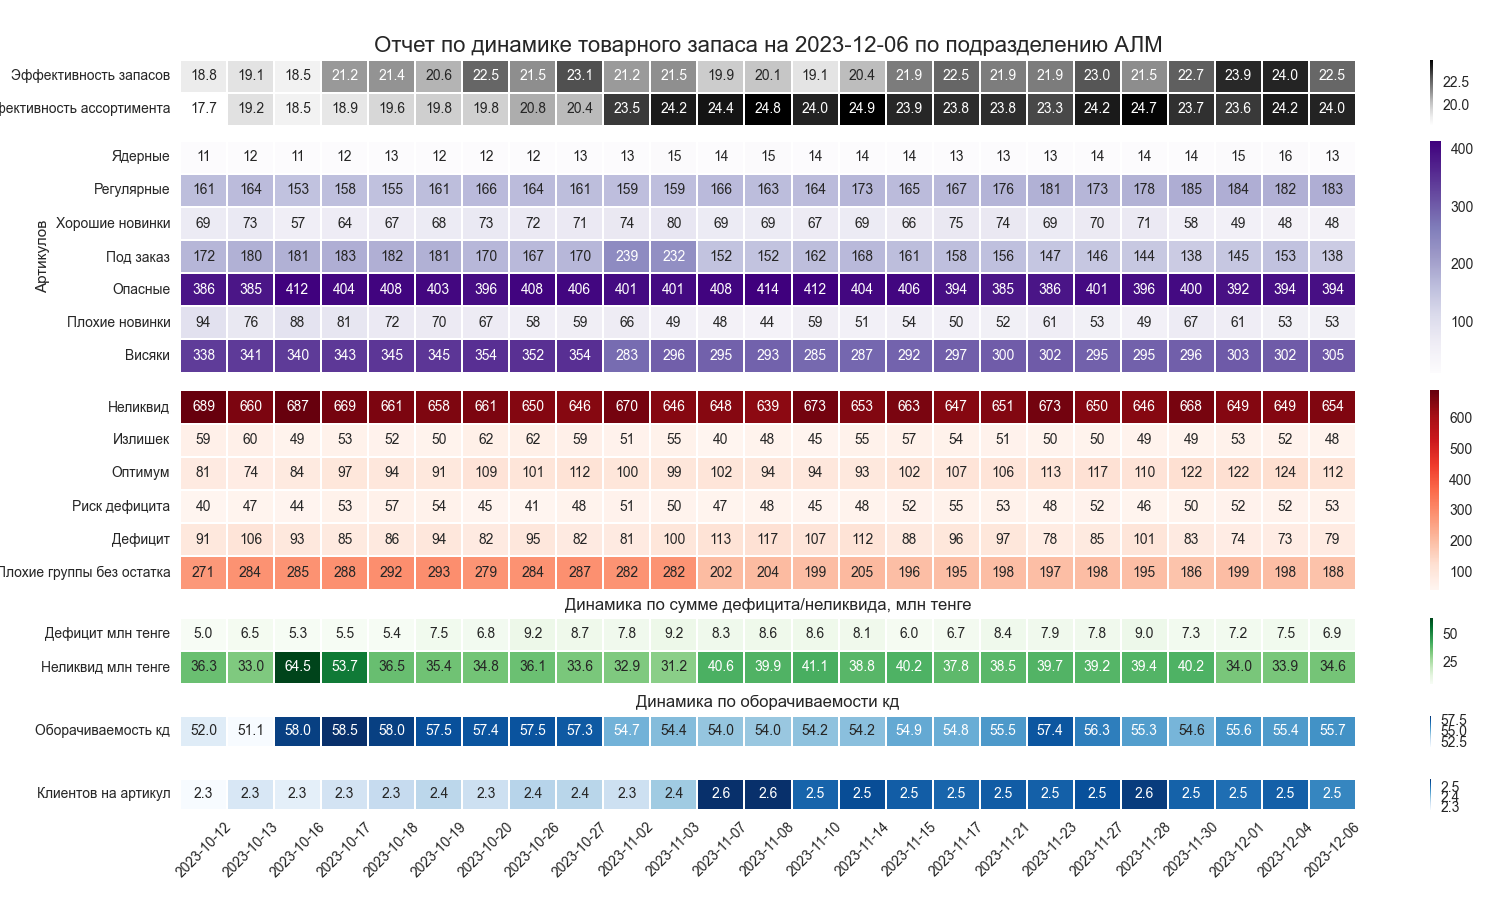 Отчет по динамике товарного запаса на 2023-12-06 по подразделению АЛМ
Эффективность запасов 18.8 19.1 18.5 21.2 21.4 20.6 22.5 21.5 23.1 21.2 21.5 19.9 20.1 19.1 20.4 21.9 22.5 21.9 21.9 23.0 21.5 22.7 23.9 24.0 22.5
фективность ассортимента 17.7 19.2 18.5 18.9 19.6 19.8 19.8 20.8 20.4 23.5 24.2 24.4 24.8 24.0 24.9 23.9 23.8 23.8 23.3 24.2 24.7 23.7 23.6 24.2 24.0
22.5
20.0
Артикулов
Ядерные 11 12 11 12 13 12 12 12 13 13 15 14 15 14 14 14 13 13 13 14 14 14 15 16 13
Регулярные 161 164 153 158 155 161 166 164 161 159 159 166 163 164 173 165 167 176 181 173 178 185 184 182 183
Хорошие новинки 69 73 57 64 67 68 73 72 71 74 80 69 69 67 69 66 75 74 69 70 71 58 49 48 48
Под заказ 172 180 181 183 182 181 170 167 170 239 232 152 152 162 168 161 158 156 147 146 144 138 145 153 138
Опасные 386 385 412 404 408 403 396 408 406 401 401 408 414 412 404 406 394 385 386 401 396 400 392 394 394
Плохие новинки 94 76 88 81 72 70 67 58 59 66 49 48 44 59 51 54 50 52 61 53 49 67 61 53 53
Висяки 338 341 340 343 345 345 354 352 354 283 296 295 293 285 287 292 297 300 302 295 295 296 303 302 305
400
300
200
100
Неликвид 689 660 687 669 661 658 661 650 646 670 646 648 639 673 653 663 647 651 673 650 646 668 649 649 654
Излишек 59 60 49 53 52 50 62 62 59 51 55 40 48 45 55 57 54 51 50 50 49 49 53 52 48
Оптимум 81 74 84 97 94 91 109 101 112 100 99 102 94 94 93 102 107 106 113 117 110 122 122 124 112
Риск дефицита 40 47 44 53 57 54 45 41 48 51 50 47 48 45 48 52 55 53 48 52 46 50 52 52 53
Дефицит 91 106 93 85 86 94 82 95 82 81 100 113 117 107 112 88 96 97 78 85 101 83 74 73 79
Плохие группы без остатка 271 284 285 288 292 293 279 284 287 282 282 202 204 199 205 196 195 198 197 198 195 186 199 198 188
600
500
400
300
200
100
Динамика по сумме дефицита/неликвида, млн тенге
Дефицит млн тенге 5.0 6.5 5.3 5.5 5.4 7.5 6.8 9.2 8.7 7.8 9.2 8.3 8.6 8.6 8.1 6.0 6.7 8.4 7.9 7.8 9.0 7.3 7.2 7.5 6.9
Неликвид млн тенге 36.3 33.0 64.5 53.7 36.5 35.4 34.8 36.1 33.6 32.9 31.2 40.6 39.9 41.1 38.8 40.2 37.8 38.5 39.7 39.2 39.4 40.2 34.0 33.9 34.6
50
25
Динамика по оборачиваемости кд
Оборачиваемость кд 52.0 51.1 58.0 58.5 58.0 57.5 57.4 57.5 57.3 54.7 54.4 54.0 54.0 54.2 54.2 54.9 54.8 55.5 57.4 56.3 55.3 54.6 55.6 55.4 55.7
57.5
55.0
52.5
Клиентов на артикул 2.3 2.3 2.3 2.3 2.3 2.4 2.3 2.4 2.4 2.3 2.4 2.6 2.6 2.5 2.5 2.5 2.5 2.5 2.5 2.5 2.6 2.5 2.5 2.5 2.5
2.5
2.4
2.3
2023-10-12 2023-10-13 2023-10-16 2023-10-17 2023-10-18 2023-10-19 2023-10-20 2023-10-26 2023-10-27 2023-11-02 2023-11-03 2023-11-07 2023-11-08 2023-11-10 2023-11-14 2023-11-15 2023-11-17 2023-11-21 2023-11-23 2023-11-27 2023-11-28 2023-11-30 2023-12-01 2023-12-04 2023-12-06